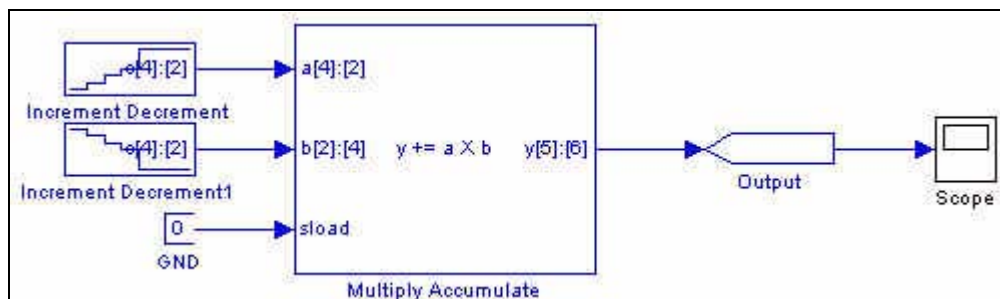 o[4]:[2]
Increment Decrement
o[4]:[2]
Increment Decrement1
0
GND
a[4]:[2]
b[2]:[4] y += a X b y[5]:[6]
sload
Multiply Accumulate
Output
Scope